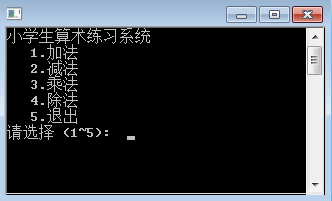 小学生算术练习系统
1.加法
2.减法
3.乘法
4.除法
5.退出
请选择 (1~5):